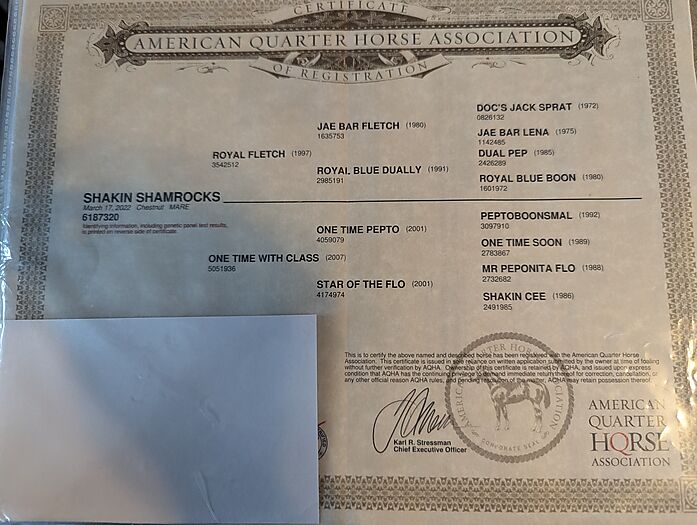 CERTIFICATE
AMERICAN QUARTER HORSE ASSOCIATION
OF REGISTRATION
DOC'S JACK SPRAT (1972)
0826132
JAE BAR FLETCH (1980)
1635753
JAE BAR LENA (1975)
1142485
ROYAL FLETCH (1997)
3542512
DUAL PEP (1985)
2426289
ROYAL BLUE DUALLY (1991)
2985191
ROYAL BLUE BOON (1980)
1601972
SHAKIN SHAMROCKS
March 17, 2022 Chestnut MARE
6187320
Identifying information, including genetic panel test results,
is printed on reverse side of certificate.
PEPTOBOONSMAL (1992)
3097910
ONE TIME PEPTO (2001)
4059079
ONE TIME SOON (1989)
2783867
ONE TIME WITH CLASS (2007)
5051936
MR PEPONITA FLO (1988)
2732682
STAR OF THE FLO (2001)
4174974
SHAKIN CEE (1986)
2491985
This is to certify the above named and described horse has been registered with the American Quarter Horse
Association. This certificate is issued in sole reliance on written application submitted by the owner at time of foaling
without further verification by AQHA. Ownership of this certificate is retained by AQHA, and issued upon express
condition that AQHA has the continuing privilege to demand immediate return thereof for correction, cancellation, or
any other official reason AQHA rules, and pending resolution of the matter, AQHA may retain possession thereof.
Karl R. Stressman
Chief Executive Officer
CORPORATE SEAL
AMERICAN
QUARTER
HORSE
ASSOCIATION